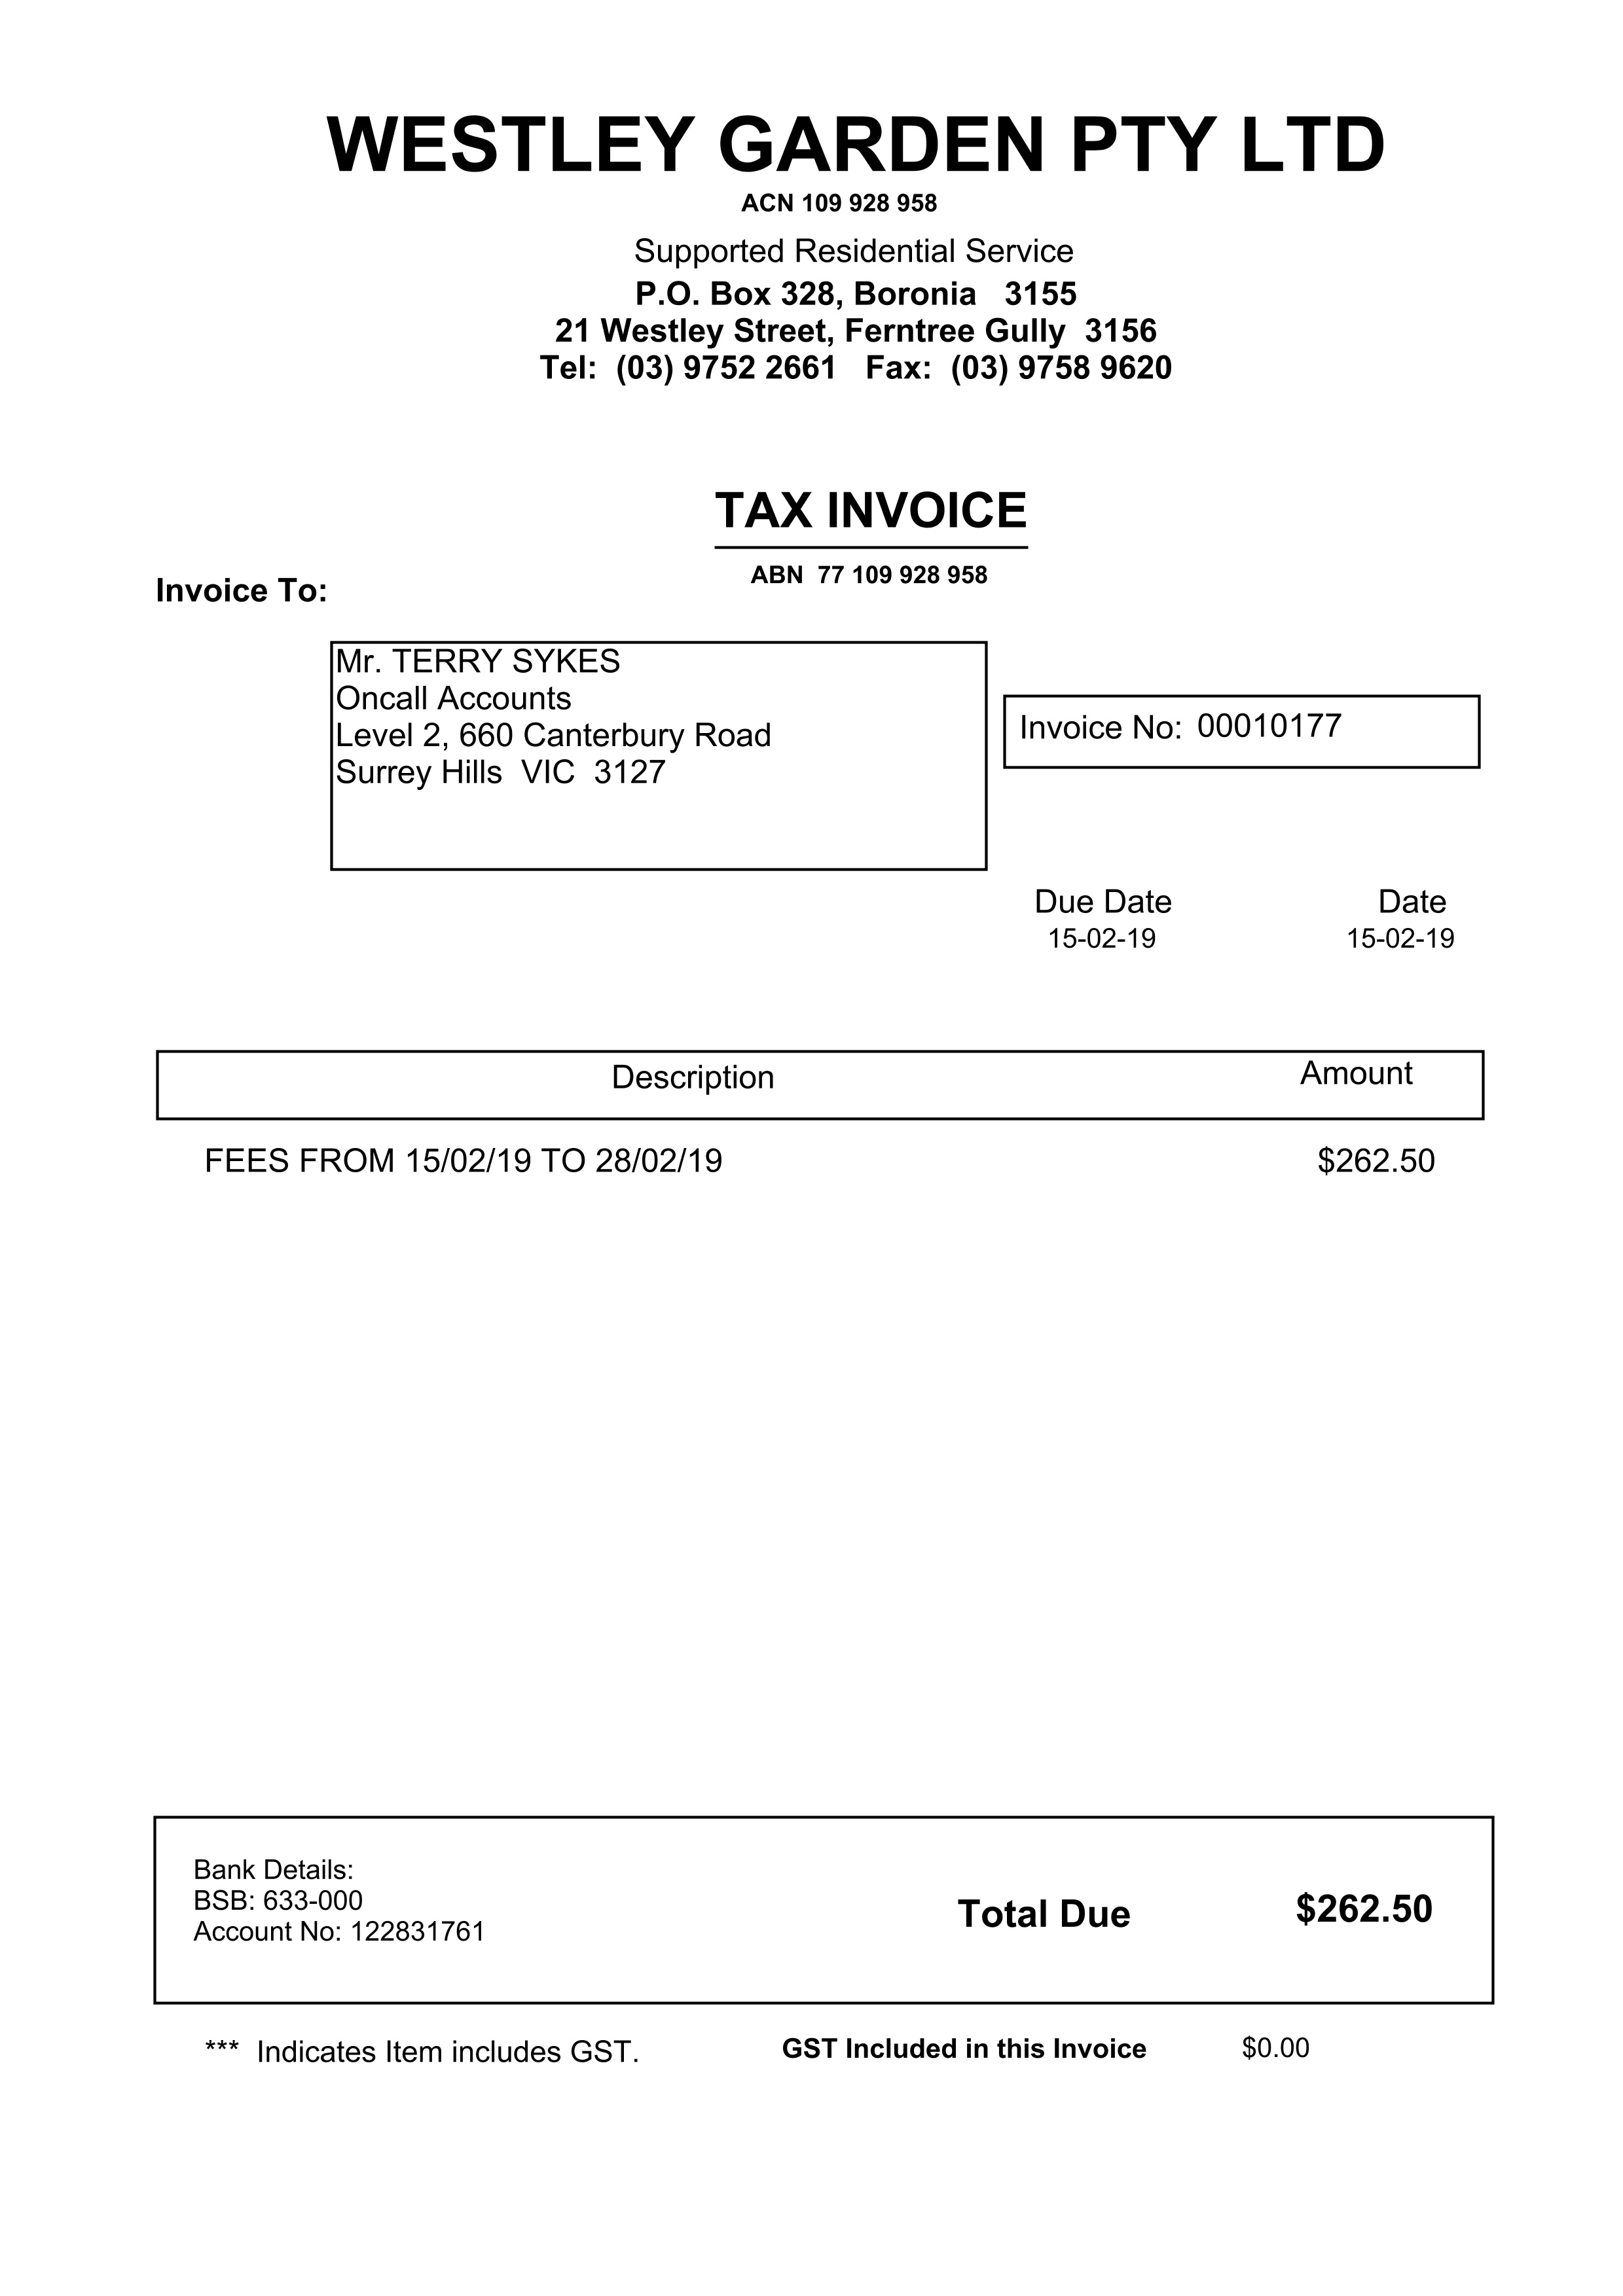 WESTLEY GARDEN PTY LTD
ACN 109 928 958
Supported Residential Service
P.O. Box 328, Boronia 3155
21 Westley Street, Ferntree Gully 3156
Tel: (03) 9752 2661 Fax: (03) 9758 9620
TAX INVOICE
ABN 77 109 928 958
Invoice To:
Mr. TERRY SYKES
Oncall Accounts
Level 2, 660 Canterbury Road
Surrey Hills VIC 3127
Invoice No: 00010177
Due Date Date
15-02-19 15-02-19
Description Amount
FEES FROM 15/02/19 TO 28/02/19 $262.50
Bank Details:
BSB: 633-000
Account No: 122831761
Total Due $262.50
*** Indicates Item includes GST. GST Included in this Invoice $0.00